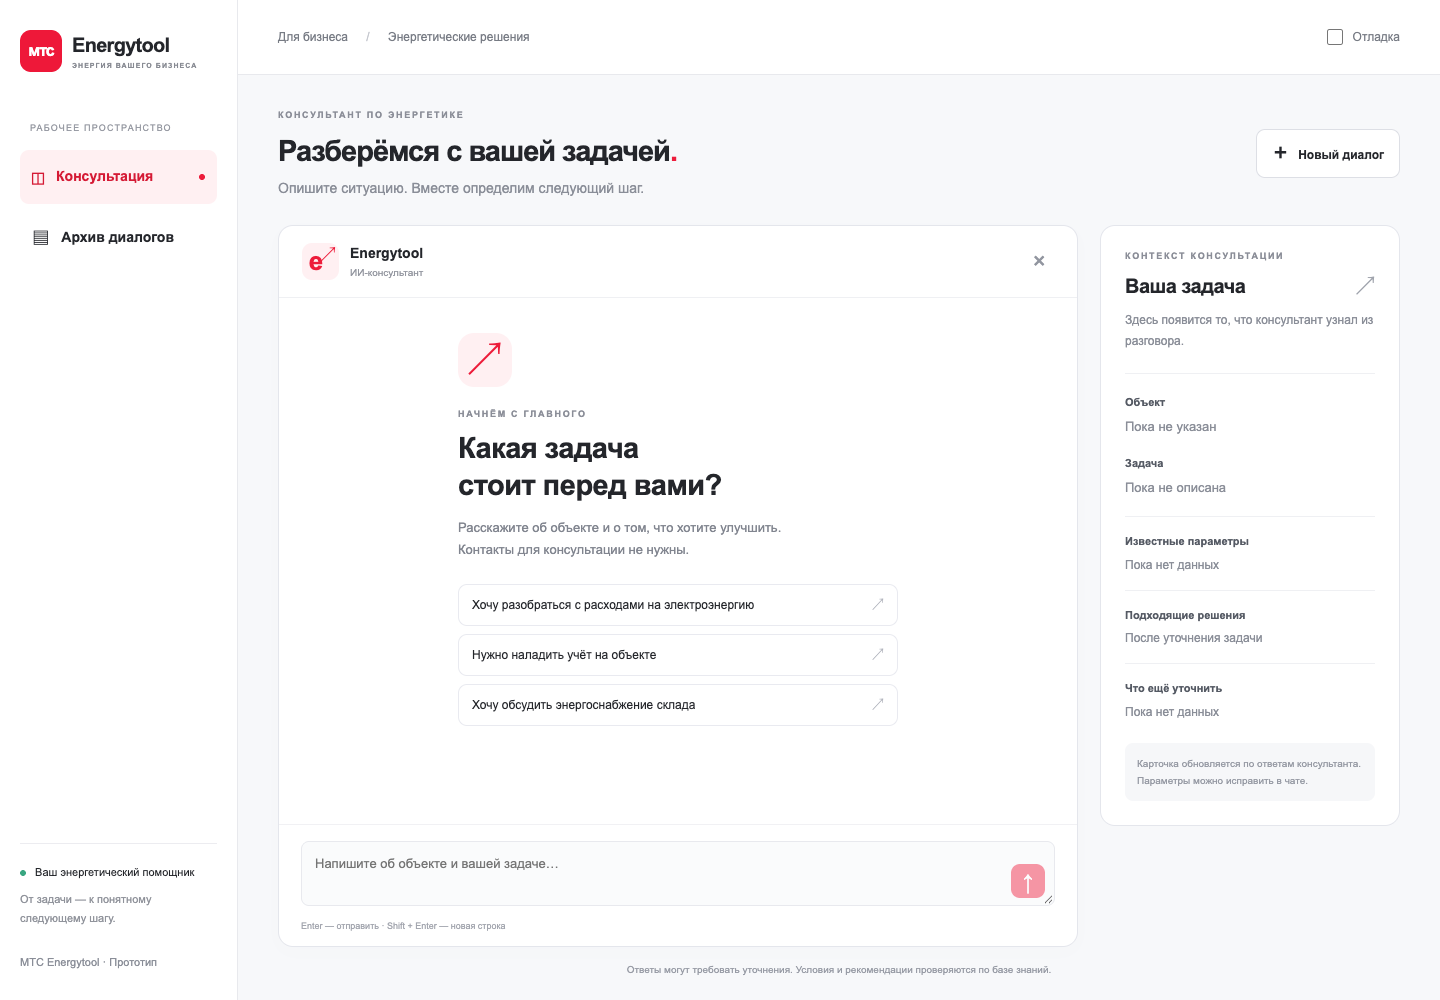 МТС
Energytool
ЭНЕРГИЯ ВАШЕГО БИЗНЕСА
РАБОЧЕЕ ПРОСТРАНСТВО
Консультация
Архив диалогов
Ваш энергетический помощник
От задачи — к понятному
следующему шагу.
МТС Energytool · Прототип
Для бизнеса / Энергетические решения
Отладка
КОНСУЛЬТАНТ ПО ЭНЕРГЕТИКЕ
Разберёмся с вашей задачей.
Опишите ситуацию. Вместе определим следующий шаг.
+ Новый диалог
e
Energytool
ИИ-консультант
×
НАЧНЁМ С ГЛАВНОГО
Какая задача
стоит перед вами?
Расскажите об объекте и о том, что хотите улучшить.
Контакты для консультации не нужны.
Хочу разобраться с расходами на электроэнергию
Нужно наладить учёт на объекте
Хочу обсудить энергоснабжение склада
Напишите об объекте и вашей задаче…
Enter — отправить · Shift + Enter — новая строка
Ответы могут требовать уточнения. Условия и рекомендации проверяются по базе знаний.
КОНТЕКСТ КОНСУЛЬТАЦИИ
Ваша задача
Здесь появится то, что консультант узнал из
разговора.
Объект
Пока не указан
Задача
Пока не описана
Известные параметры
Пока нет данных
Подходящие решения
После уточнения задачи
Что ещё уточнить
Пока нет данных
Карточка обновляется по ответам консультанта.
Параметры можно исправить в чате.